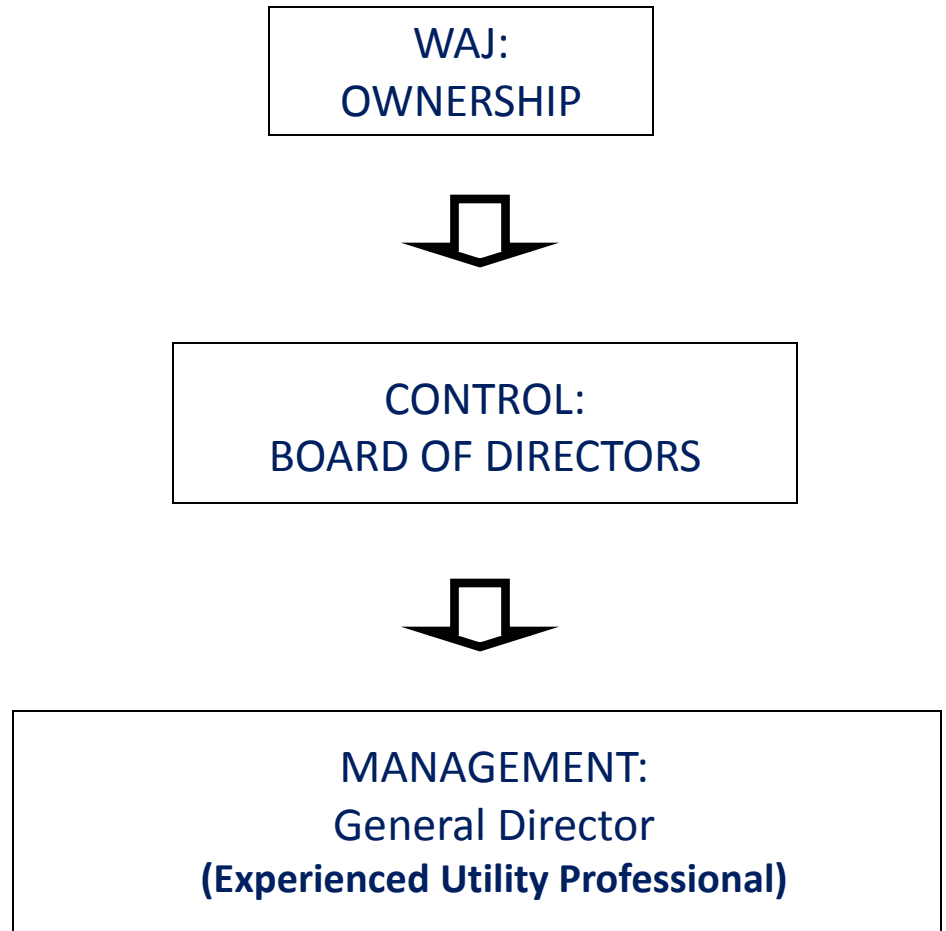 WAJ:
OWNERSHIP
CONTROL:
BOARD OF DIRECTORS
MANAGEMENT:
General Director
(Experienced Utility Professional)